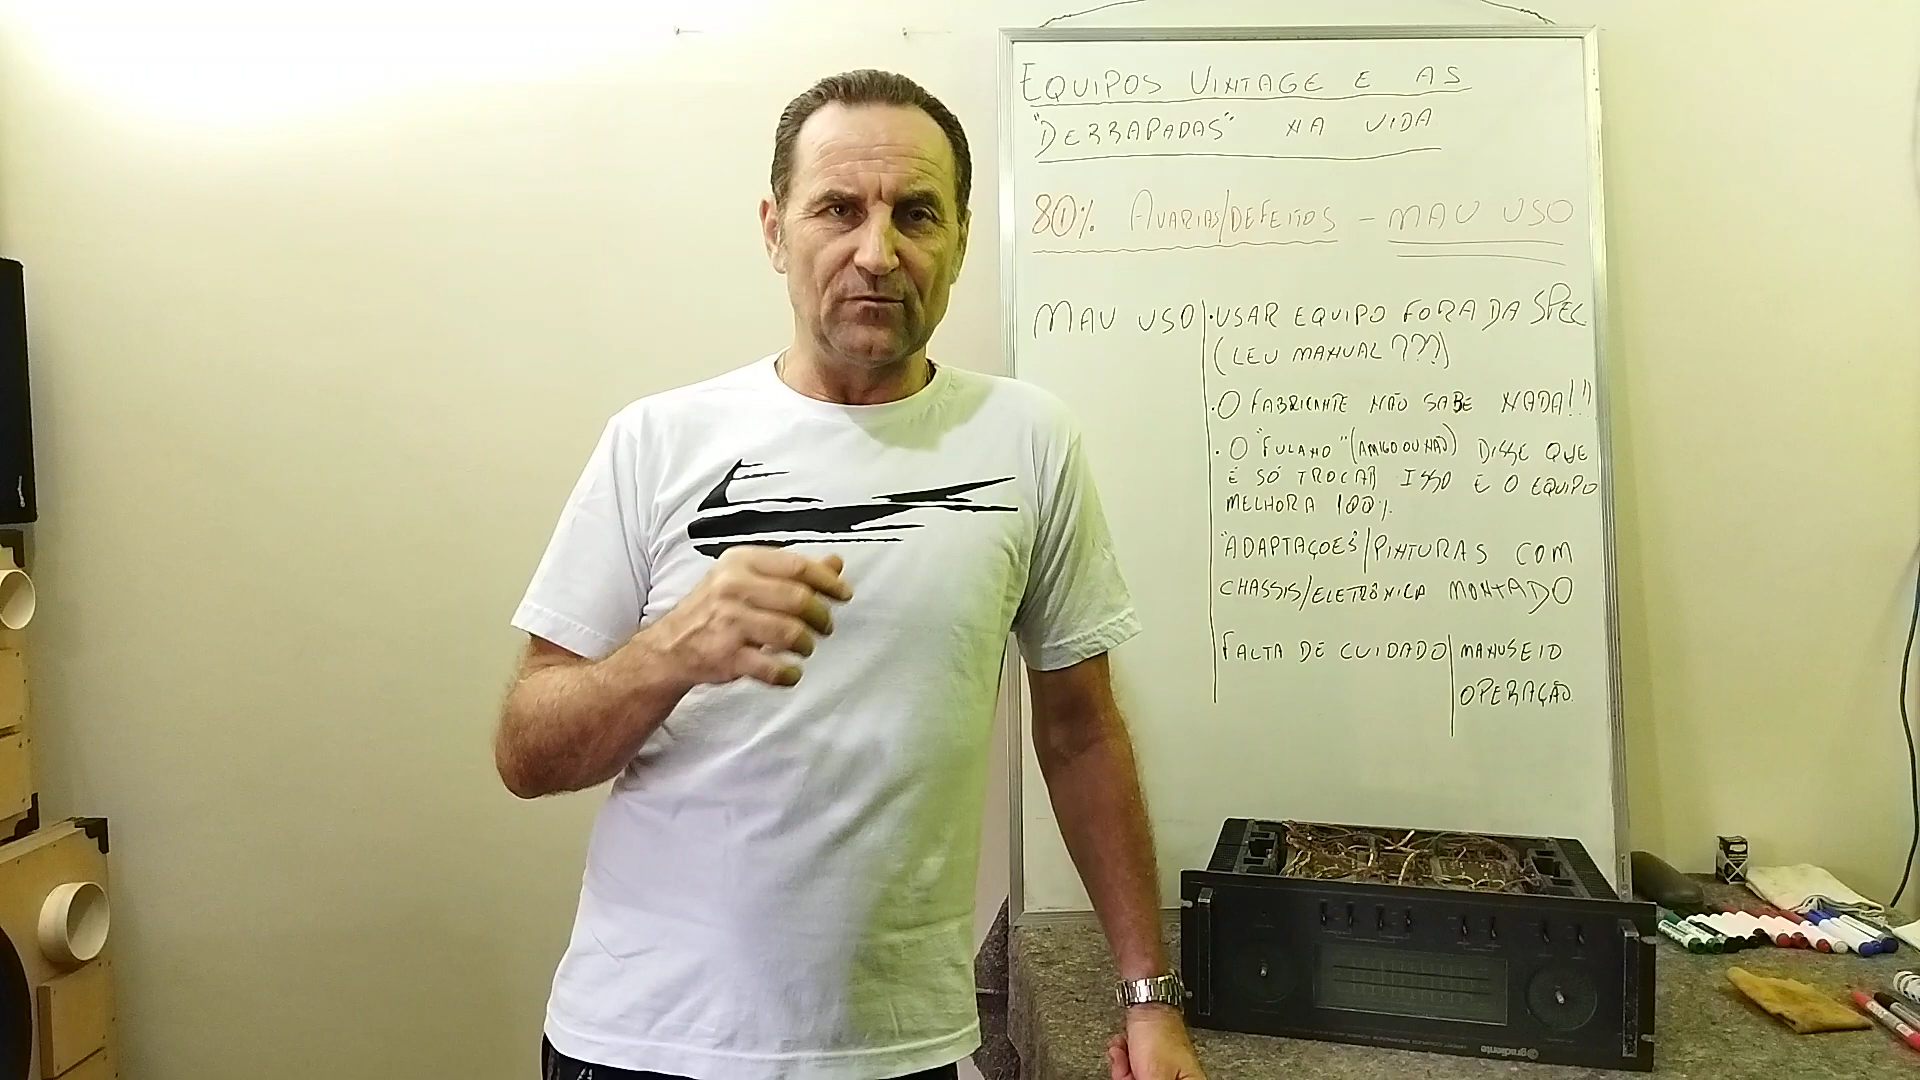 EQUIPOS VINTAGE E AS
"DERRAPADAS" NA VIDA
80% AVARIAS/DEFEITOS - MAU USO
MAU USO
·USAR EQUIPO FORA DA SPEC
(LEU MANUAL ???)
·O FABRICANTE NÃO SABE NADA!!!
·O "FULANO" (AMIGO OU NÃO) DISSE QUE
É SÓ TROCAR ISSO E O EQUIPO
MELHORA 100%
"ADAPTAÇOES"/PINTURAS COM
CHASSIS/ELETRÔNICA MONTADO
FALTA DE CUIDADO
MANUSEIO
OPERAÇÃO
gradiente